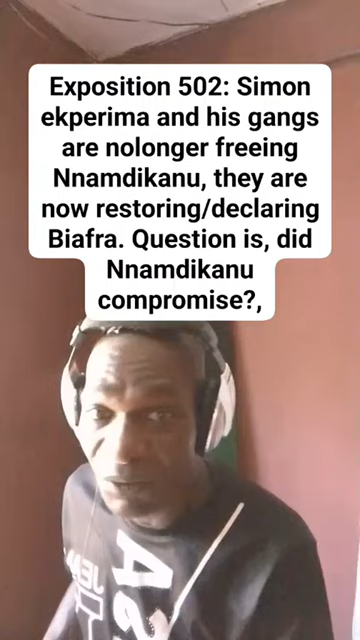 Exposition 502: Simon
ekperima and his gangs
are nolonger freeing
Nnamdikanu, they are
now restoring/declaring
Biafra. Question is, did
Nnamdikanu
compromise?,